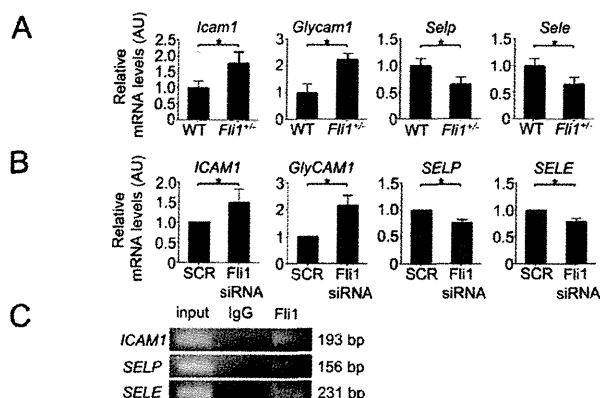 A
Icam1 Glycam1 Selp Sele
Relative mRNA levels (AU)
2.5 2.0 1.5 1.0 0.5 0
3 2 1 0
1.5 1.0 0.5 0
1.5 1.0 0.5 0
* * * *
WT Fli1+/- WT Fli1+/- WT Fli1+/- WT Fli1+/-
B
ICAM1 GlyCAM1 SELP SELE
Relative mRNA levels (AU)
2.0 1.5 1.0 0.5 0
3 2 1 0
1.5 1.0 .5 0
1.5 1.0 .5 0
* * * *
SCR Fli1 SCR Fli1 SCR Fli1 SCR Fli1
siRNA siRNA siRNA siRNA
C
input IgG Fli1
ICAM1 193 bp
SELP 156 bp
SELE 231 bp